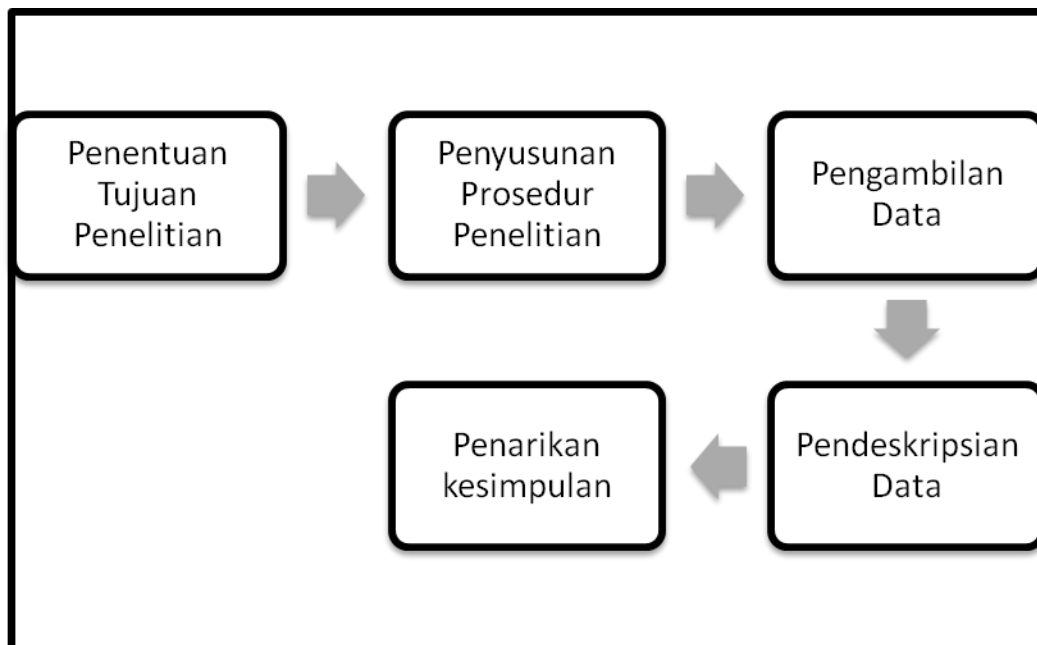 Penentuan
Tujuan
Penelitian
Penyusunan
Prosedur
Penelitian
Pengambilan
Data
Pendeskripsian
Data
Penarikan
kesimpulan